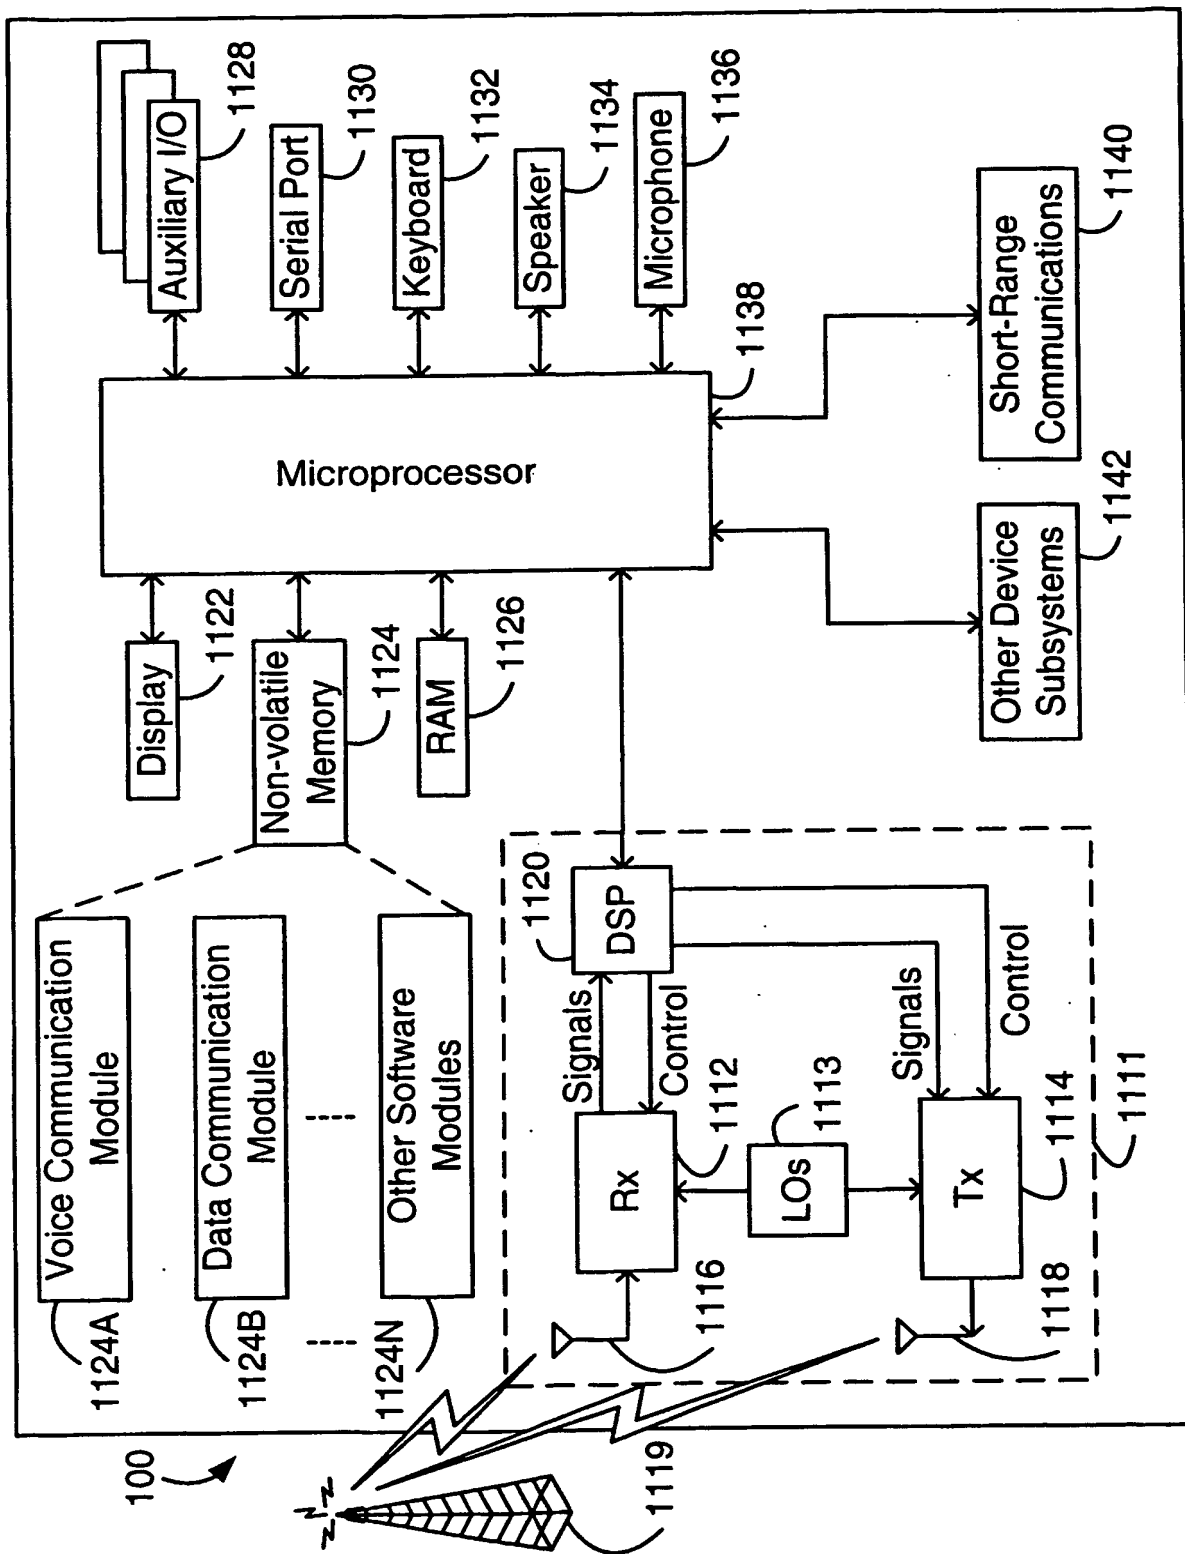 100
1119
1124A
Voice Communication
Module
1124B
Data Communication
Module
1124N
Other Software
Modules
Display
1122
Non-volatile
Memory
1124
RAM
1126
Microprocessor
1138
Auxiliary I/O
1128
Serial Port
1130
Keyboard
1132
Speaker
1134
Microphone
1136
1120
DSP
Signals
Control
Rx
1112
1116
LOs
1113
Signals
Control
Tx
1114
1118
1111
Other Device
Subsystems
1142
Short-Range
Communications
1140